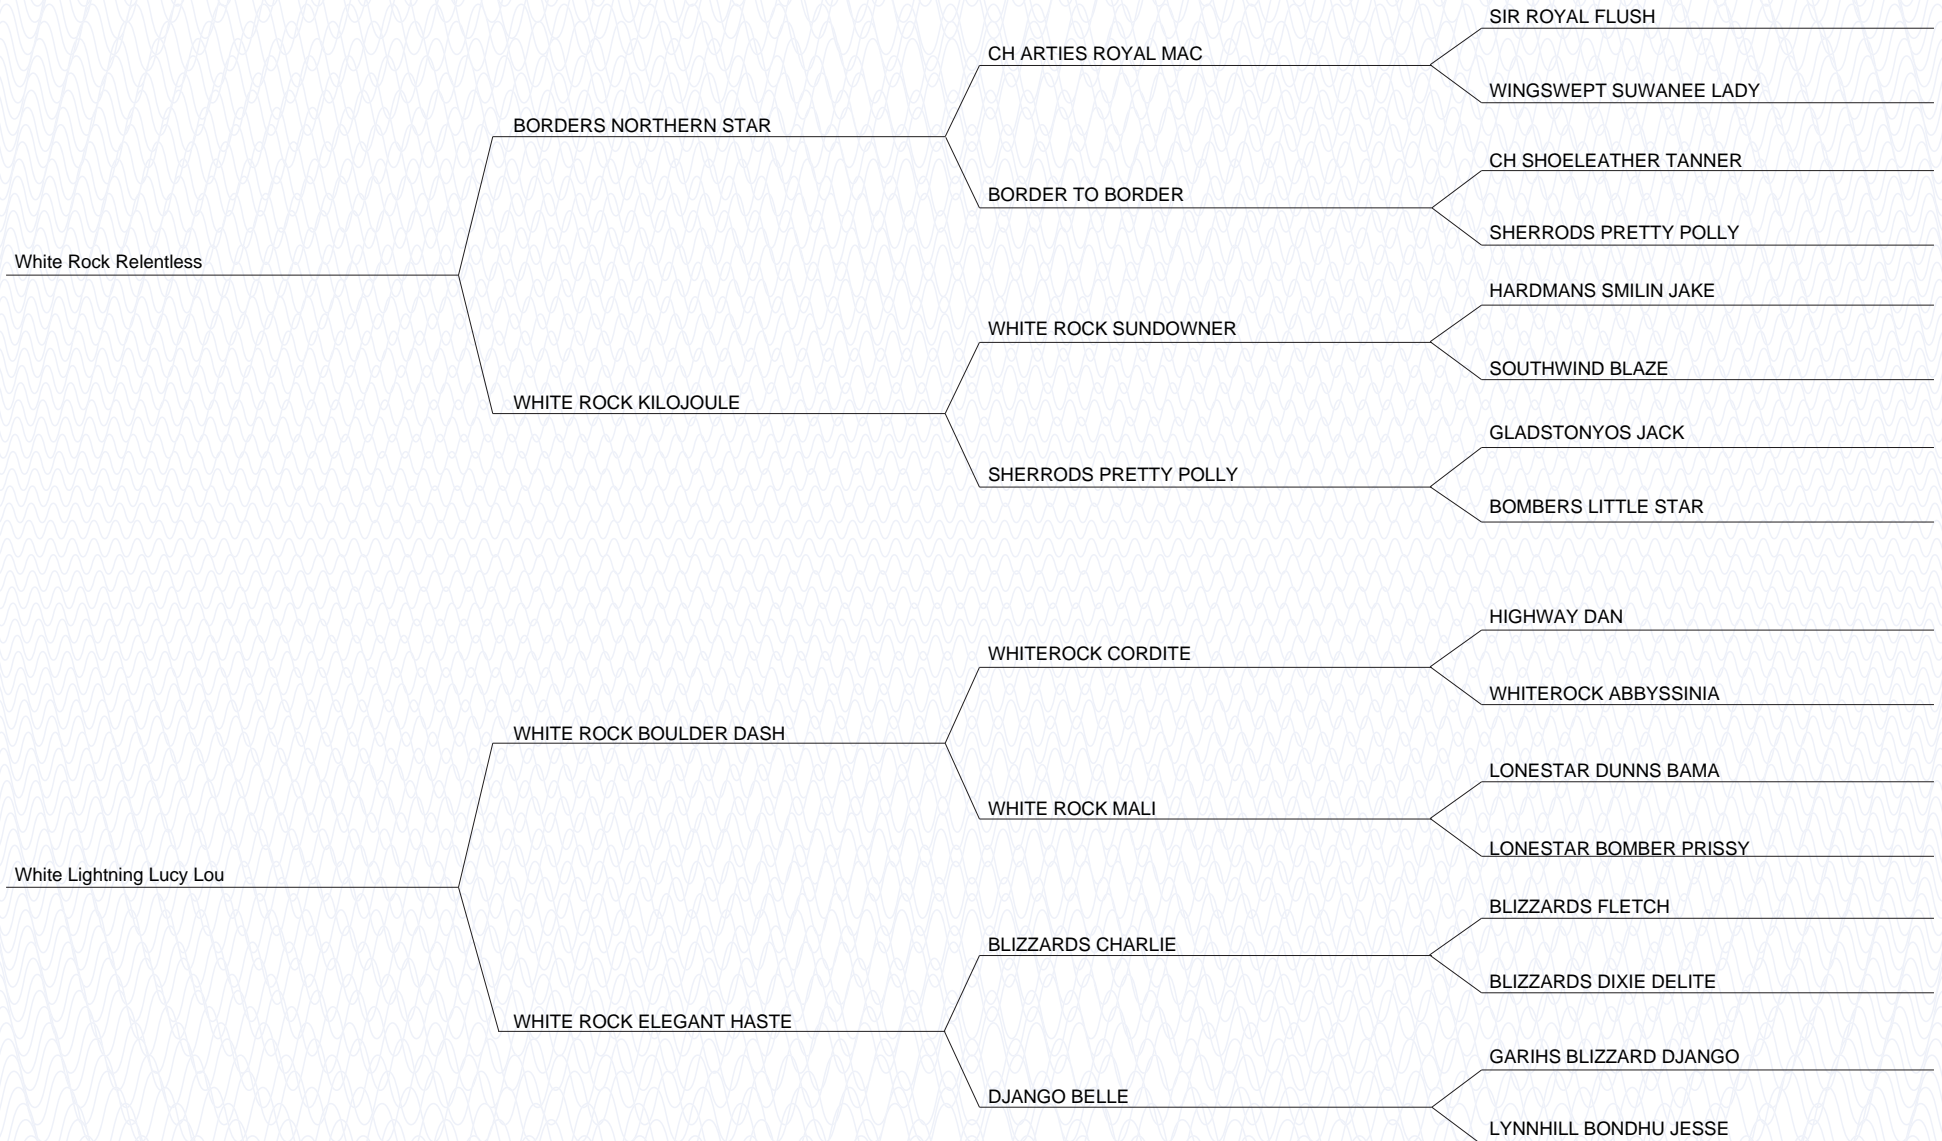 SIR ROYAL FLUSH
CH ARTIES ROYAL MAC
WINGSWEPT SUWANEE LADY
BORDERS NORTHERN STAR
CH SHOELEATHER TANNER
BORDER TO BORDER
SHERRODS PRETTY POLLY
White Rock Relentless
HARDMANS SMILIN JAKE
WHITE ROCK SUNDOWNER
SOUTHWIND BLAZE
WHITE ROCK KILOJOULE
GLADSTONYOS JACK
SHERRODS PRETTY POLLY
BOMBERS LITTLE STAR
HIGHWAY DAN
WHITEROCK CORDITE
WHITEROCK ABBYSSINIA
WHITE ROCK BOULDER DASH
LONESTAR DUNNS BAMA
WHITE ROCK MALI
LONESTAR BOMBER PRISSY
White Lightning Lucy Lou
BLIZZARDS FLETCH
BLIZZARDS CHARLIE
BLIZZARDS DIXIE DELITE
WHITE ROCK ELEGANT HASTE
GARIHS BLIZZARD DJANGO
DJANGO BELLE
LYNNHILL BONDHU JESSE